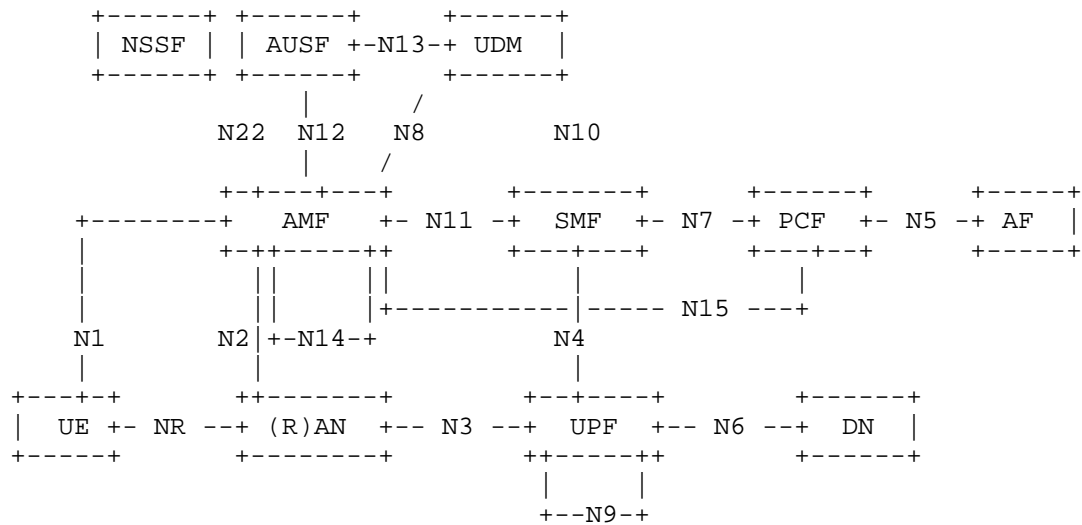 NSSF AUSF N13 UDM
N22 N12 N8 N10
AMF N11 SMF N7 PCF N5 AF
N15
N1 N2 N14 N4
UE NR (R)AN N3 UPF N6 DN
N9